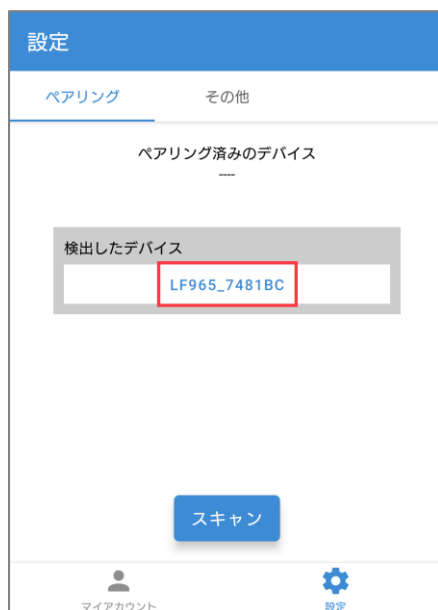 設定
ペアリング その他
ペアリング済みのデバイス
----
検出したデバイス
LF965_7481BC
スキャン
マイアカウント 設定